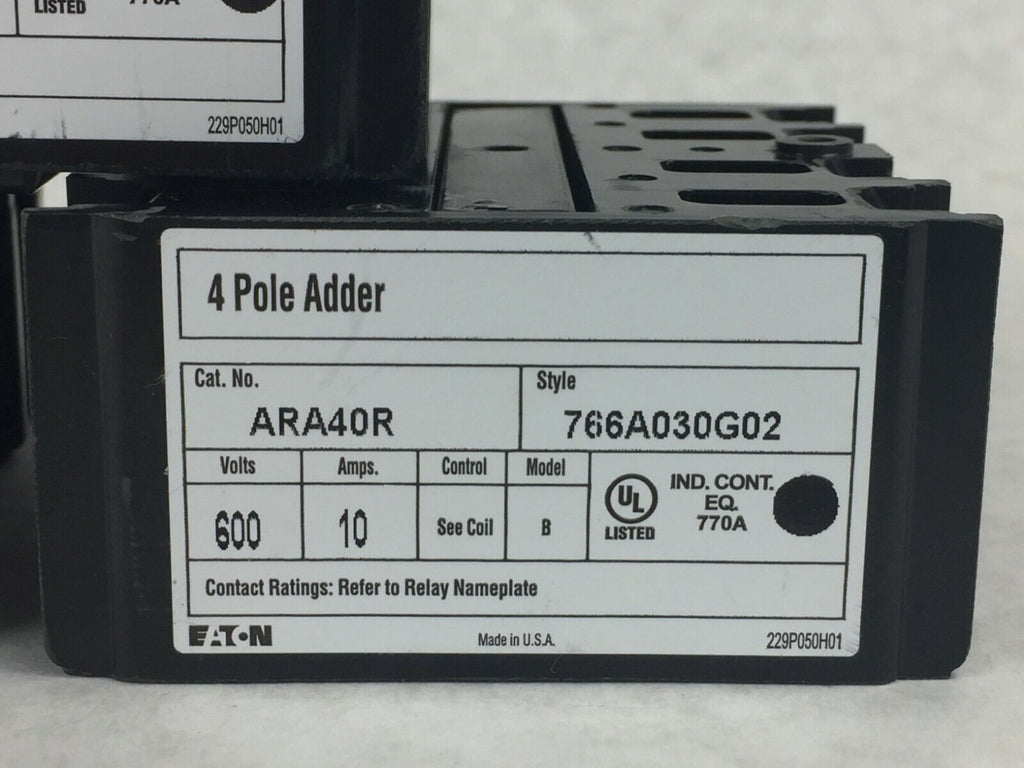 LISTED 770A
229P050H01
4 Pole Adder
Cat. No.
ARA40R
Style
766A030G02
Volts Amps. Control Model
600 10 See Coil B
UL
LISTED
IND. CONT.
EQ.
770A
Contact Ratings: Refer to Relay Nameplate
EATON Made in U.S.A. 229P050H01